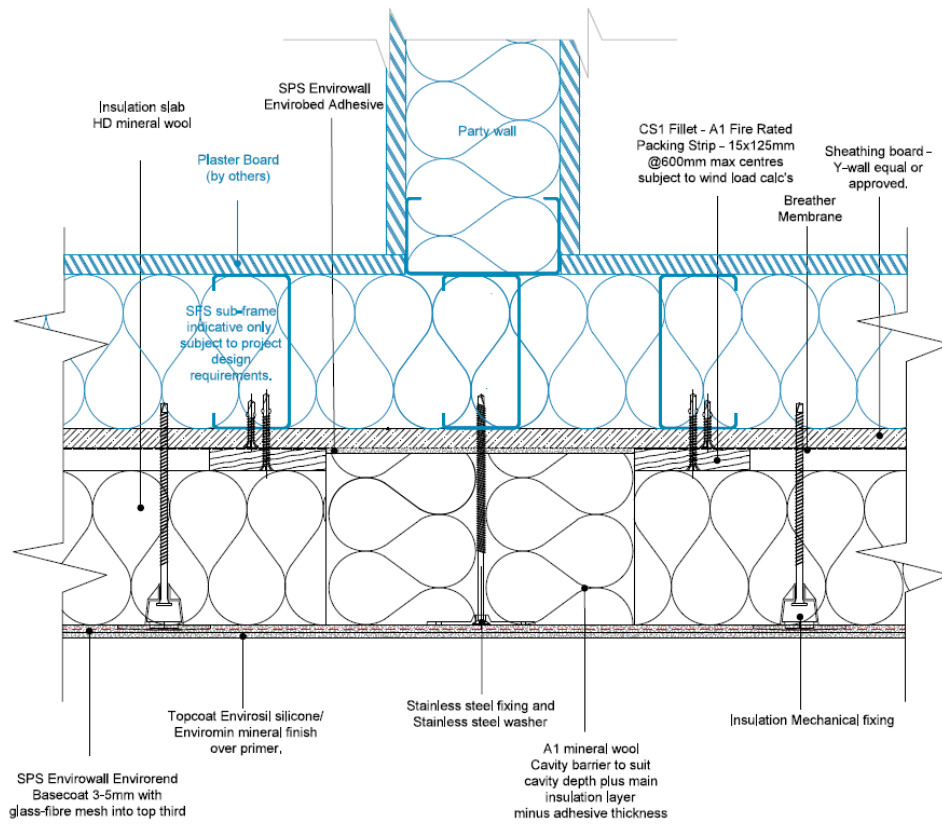 SPS Envirowall
Envirobed Adhesive
Insulation slab
HD mineral wool
Party wall
CS1 Fillet - A1 Fire Rated
Packing Strip - 15x125mm
@600mm max centres
subject to wind load calc's
Sheathing board -
Y-wall equal or
approved.
Plaster Board
(by others)
Breather
Membrane
SFS sub-frame
indicative only
subject to project
design
requirements.
Topcoat Envirosil silicone/
Enviromin mineral finish
over primer.
Stainless steel fixing and
Stainless steel washer
Insulation Mechanical fixing
SPS Envirowall Envirorend
Basecoat 3-5mm with
glass-fibre mesh into top third
A1 mineral wool
Cavity barrier to suit
cavity depth plus main
insulation layer
minus adhesive thickness